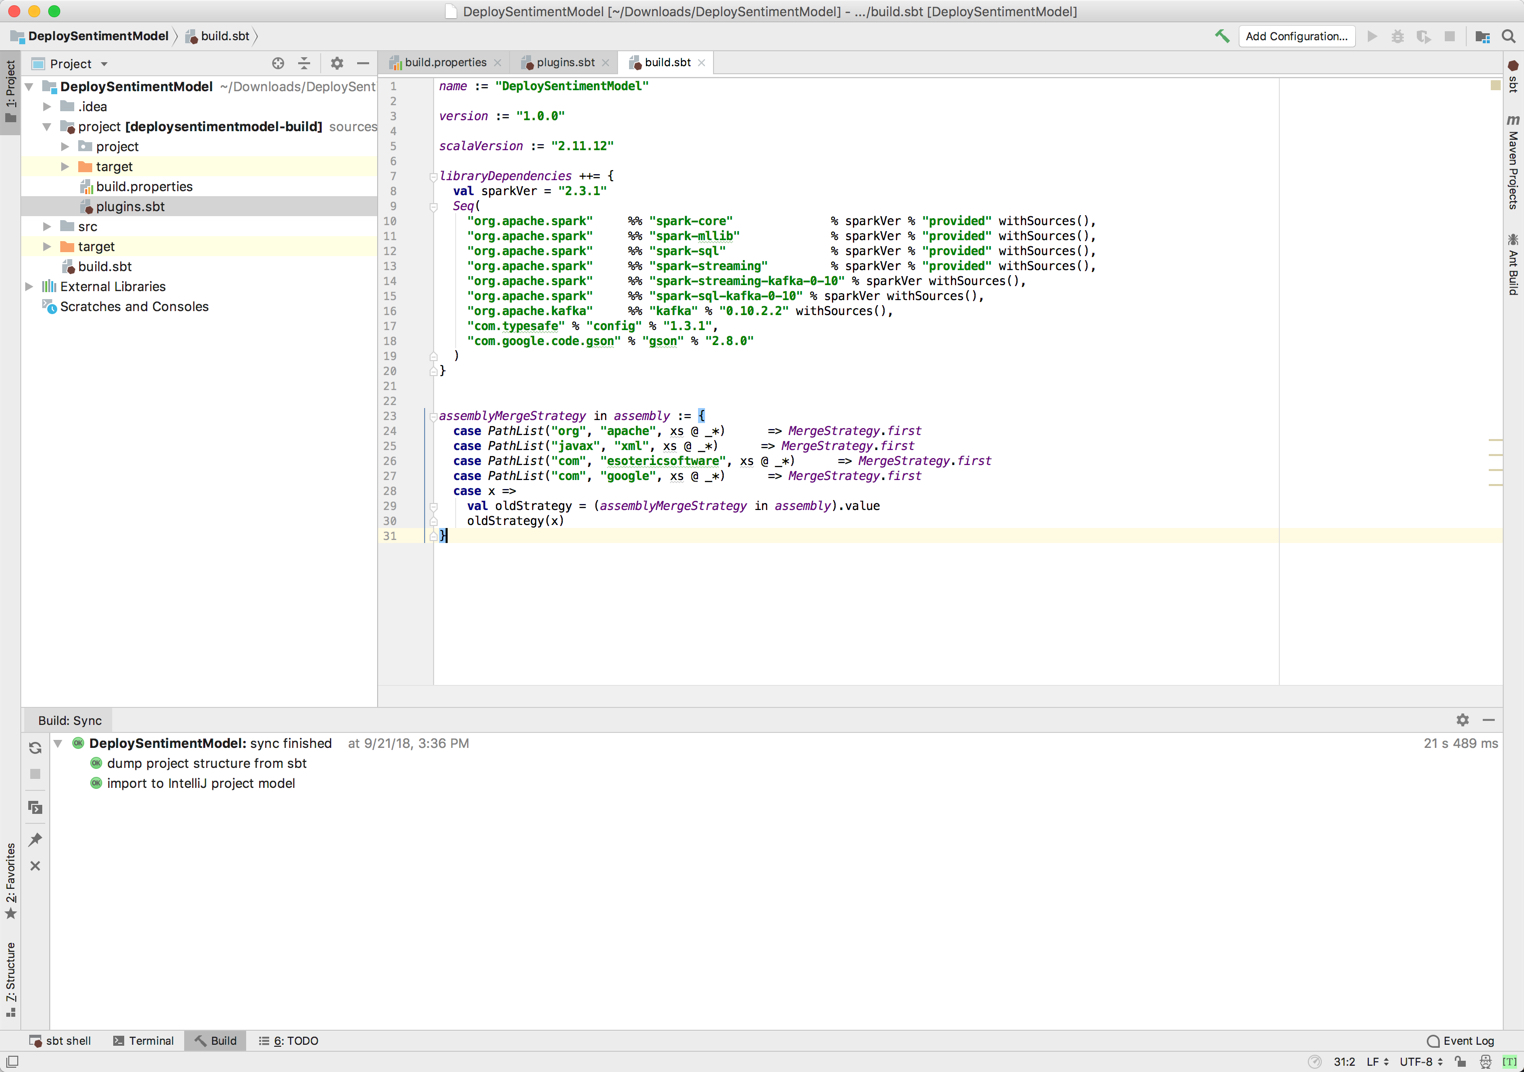 DeploySentimentModel [~/Downloads/DeploySentimentModel] - .../build.sbt [DeploySentimentModel]
DeploySentimentModel
build.sbt
Add Configuration...
1: Project
Project
DeploySentimentModel ~/Downloads/DeploySent
.idea
project [deploysentimentmodel-build] sources
project
target
build.properties
plugins.sbt
src
target
build.sbt
External Libraries
Scratches and Consoles
build.properties
plugins.sbt
build.sbt
1 name := "DeploySentimentModel"
2
3 version := "1.0.0"
4
5 scalaVersion := "2.11.12"
6
7 libraryDependencies ++= {
8 val sparkVer = "2.3.1"
9 Seq(
10 "org.apache.spark" %% "spark-core" % sparkVer % "provided" withSources(),
11 "org.apache.spark" %% "spark-mllib" % sparkVer % "provided" withSources(),
12 "org.apache.spark" %% "spark-sql" % sparkVer % "provided" withSources(),
13 "org.apache.spark" %% "spark-streaming" % sparkVer % "provided" withSources(),
14 "org.apache.spark" %% "spark-streaming-kafka-0-10" % sparkVer withSources(),
15 "org.apache.spark" %% "spark-sql-kafka-0-10" % sparkVer withSources(),
16 "org.apache.kafka" %% "kafka" % "0.10.2.2" withSources(),
17 "com.typesafe" % "config" % "1.3.1",
18 "com.google.code.gson" % "gson" % "2.8.0"
19 )
20 }
21
22
23 assemblyMergeStrategy in assembly := {
24 case PathList("org", "apache", xs @ _*) => MergeStrategy.first
25 case PathList("javax", "xml", xs @ _*) => MergeStrategy.first
26 case PathList("com", "esotericsoftware", xs @ _*) => MergeStrategy.first
27 case PathList("com", "google", xs @ _*) => MergeStrategy.first
28 case x =>
29 val oldStrategy = (assemblyMergeStrategy in assembly).value
30 oldStrategy(x)
31 }
sbt
m Maven Projects
Ant Build
Build: Sync
DeploySentimentModel: sync finished at 9/21/18, 3:36 PM
21 s 489 ms
OK dump project structure from sbt
OK import to IntelliJ project model
2: Favorites
Z: Structure
sbt shell
Terminal
Build
6: TODO
Event Log
31:2
LF
UTF-8
[T]